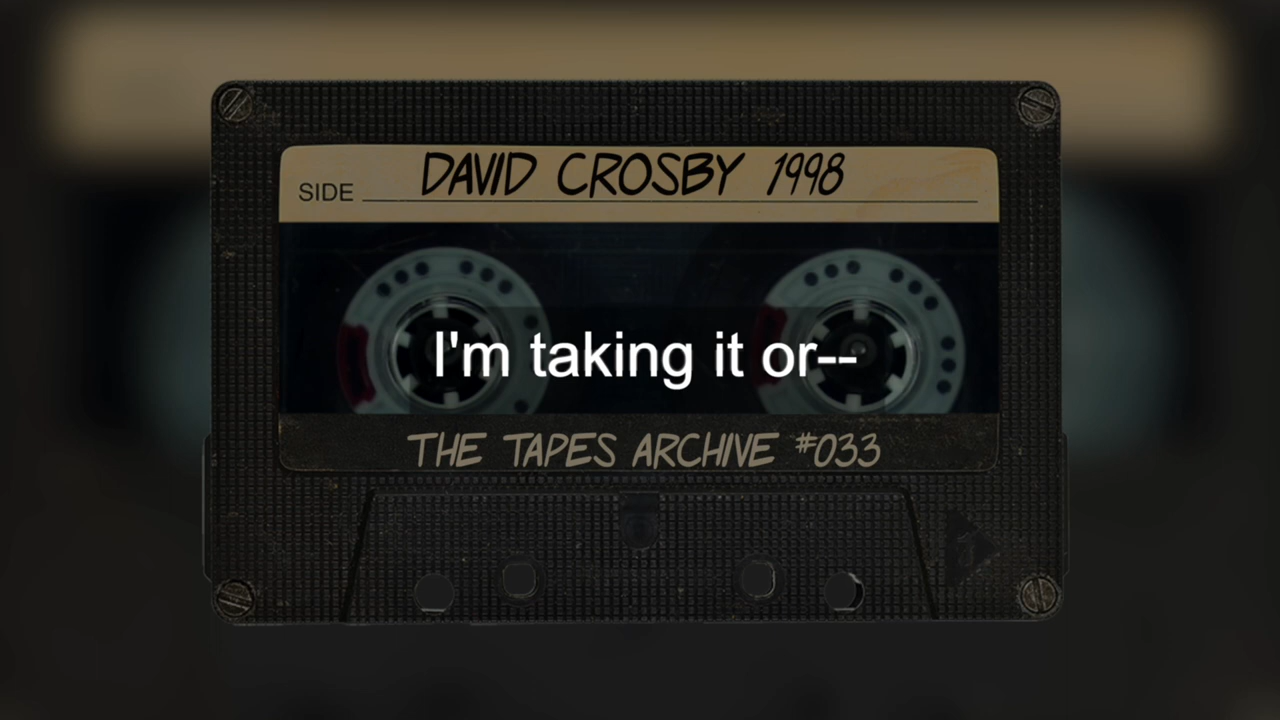 DAVID CROSBY 1998
SIDE
I'm taking it or--
THE TAPES ARCHIVE #033